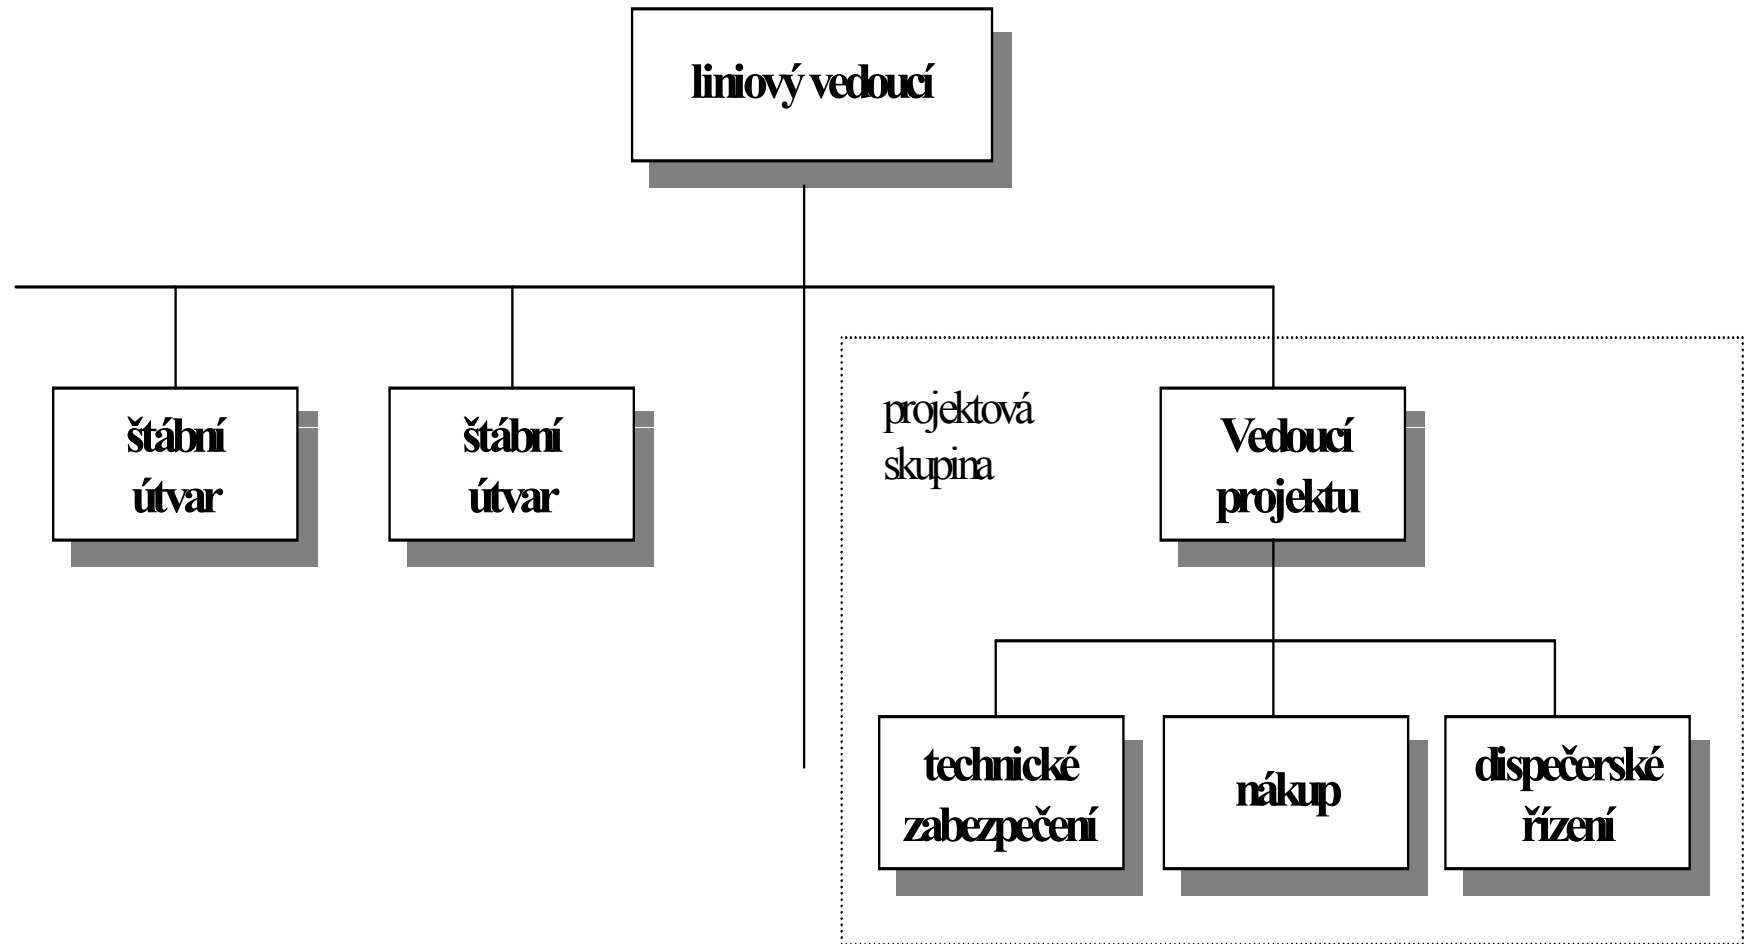 liniový vedoucí
štábní
útvar
štábní
útvar
projektová
skupina
Vedoucí
projektu
technické
zabezpečení
nákup
dispečerské
řízení